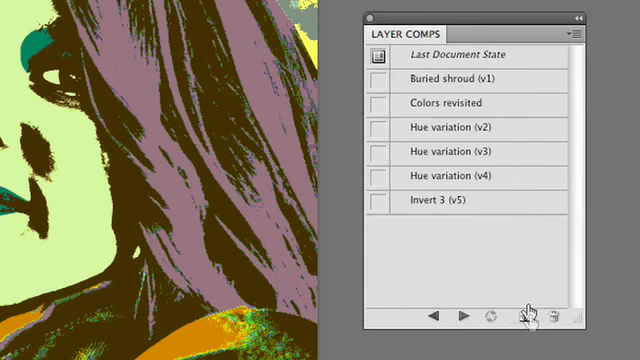 LAYER COMPS
Last Document State
Buried shroud (v1)
Colors revisited
Hue variation (v2)
Hue variation (v3)
Hue variation (v4)
Invert 3 (v5)